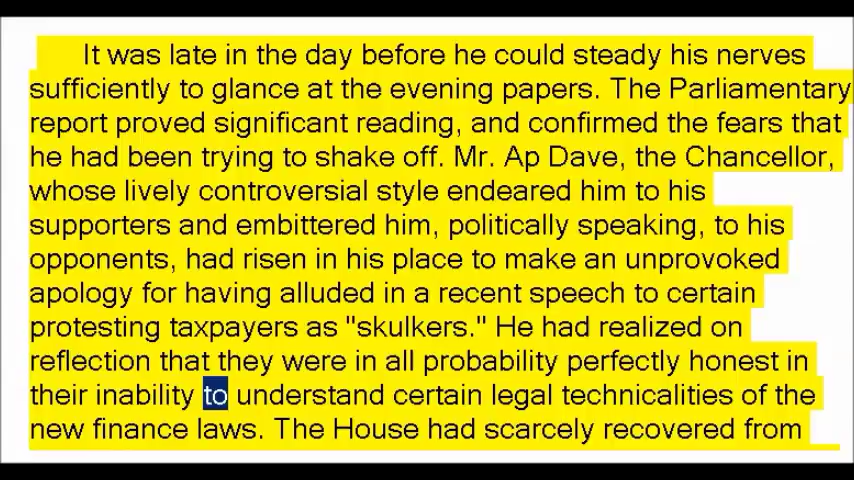 It was late in the day before he could steady his nerves
sufficiently to glance at the evening papers. The Parliamentary
report proved significant reading, and confirmed the fears that
he had been trying to shake off. Mr. Ap Dave, the Chancellor,
whose lively controversial style endeared him to his
supporters and embittered him, politically speaking, to his
opponents, had risen in his place to make an unprovoked
apology for having alluded in a recent speech to certain
protesting taxpayers as "skulkers." He had realized on
reflection that they were in all probability perfectly honest in
their inability to understand certain legal technicalities of the
new finance laws. The House had scarcely recovered from